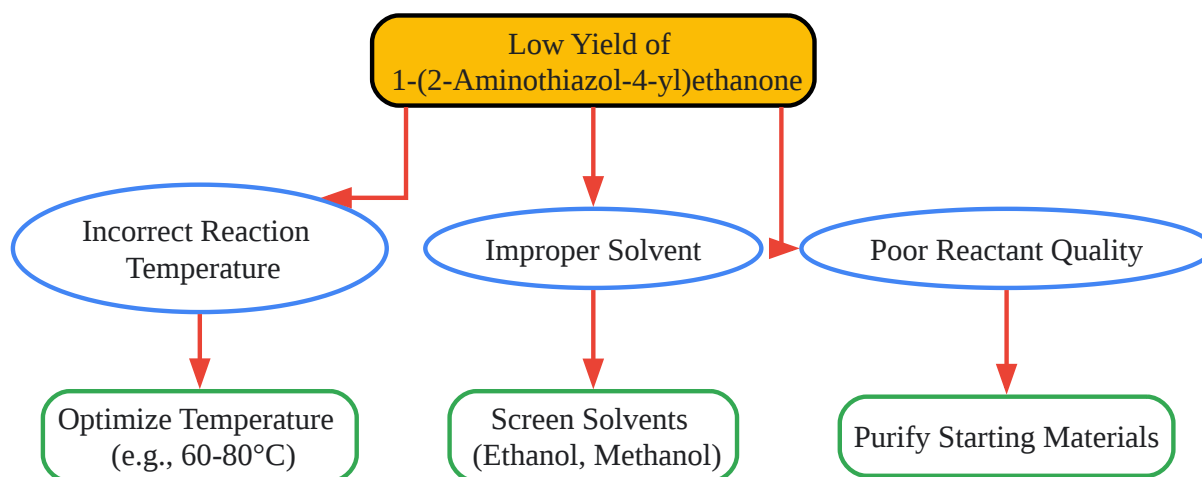 Low Yield of
1-(2-Aminothiazol-4-yl)ethanone
Incorrect Reaction
Temperature
Improper Solvent
Poor Reactant Quality
Optimize Temperature
(e.g., 60-80°C)
Screen Solvents
(Ethanol, Methanol)
Purify Starting Materials